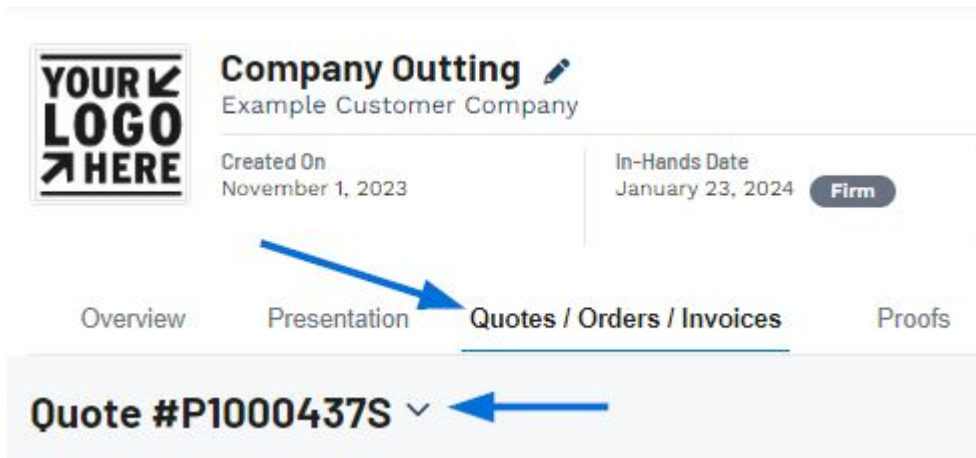 YOUR
LOGO
HERE
Company Outting
Example Customer Company
Created On
November 1, 2023
In-Hands Date
January 23, 2024 Firm
Overview Presentation Quotes / Orders / Invoices Proofs
Quote #P1000437S